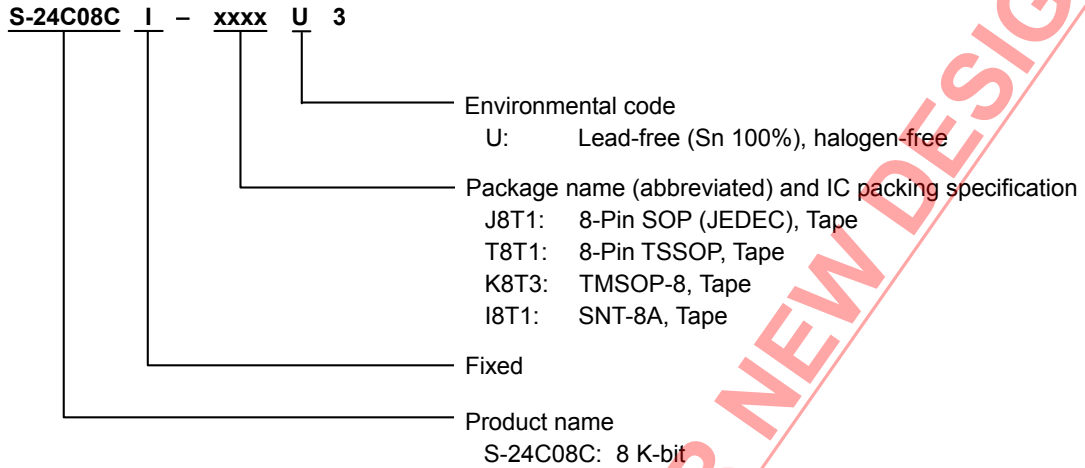 S-24C08C I – xxxx U 3
Environmental code
U: Lead-free (Sn 100%), halogen-free
Package name (abbreviated) and IC packing specification
J8T1: 8-Pin SOP (JEDEC), Tape
T8T1: 8-Pin TSSOP, Tape
K8T3: TMSOP-8, Tape
I8T1: SNT-8A, Tape
Fixed
Product name
S-24C08C: 8 K-bit
NEW DESIG